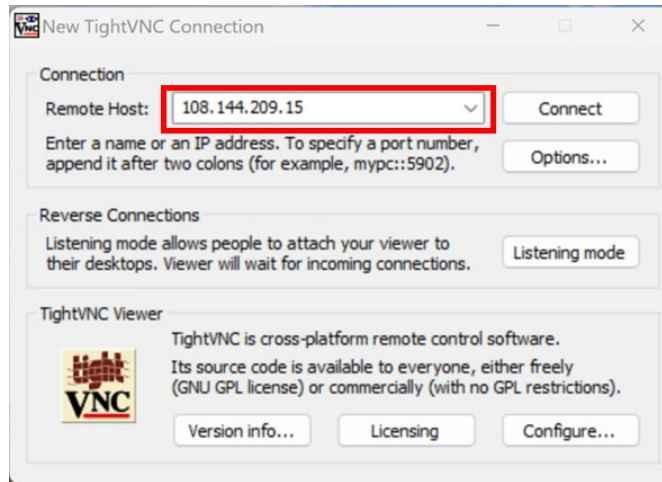 New TightVNC Connection
Connection
Remote Host:
108.144.209.15
Connect
Enter a name or an IP address. To specify a port number,
append it after two colons (for example, mypc::5902).
Options...
Reverse Connections
Listening mode allows people to attach your viewer to
their desktops. Viewer will wait for incoming connections.
Listening mode
TightVNC Viewer
tight
VNC
TightVNC is cross-platform remote control software.
Its source code is available to everyone, either freely
(GNU GPL license) or commercially (with no GPL restrictions).
Version info...
Licensing
Configure...